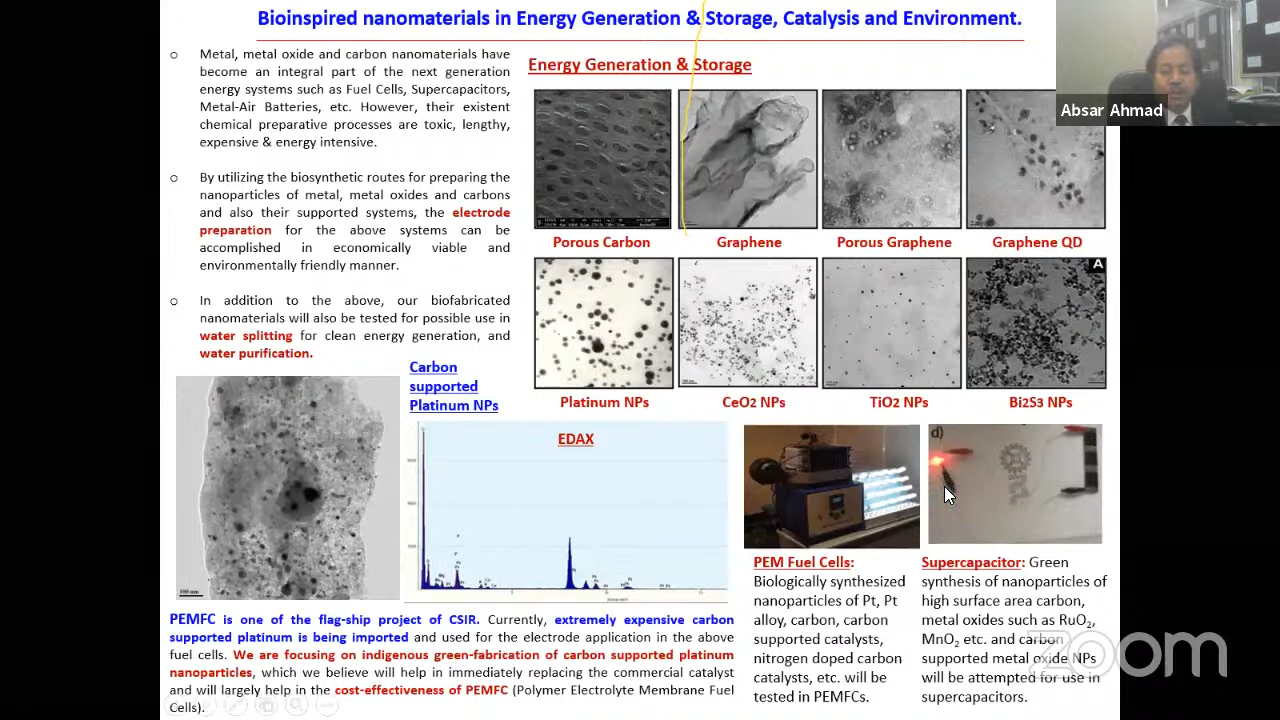 Bioinspired nanomaterials in Energy Generation & Storage, Catalysis and Environment.
o Metal, metal oxide and carbon nanomaterials have
become an integral part of the next generation
energy systems such as Fuel Cells, Supercapacitors,
Metal-Air Batteries, etc. However, their existent
chemical preparative processes are toxic, lengthy,
expensive & energy intensive.
o By utilizing the biosynthetic routes for preparing the
nanoparticles of metal, metal oxides and carbons
and also their supported systems, the electrode
preparation for the above systems can be
accomplished in economically viable and
environmentally friendly manner.
o In addition to the above, our biofabricated
nanomaterials will also be tested for possible use in
water splitting for clean energy generation, and
water purification.
Energy Generation & Storage
Absar Ahmad
Porous Carbon
Graphene
Porous Graphene
Graphene QD
A
Platinum NPs
CeO2 NPs
TiO2 NPs
Bi2S3 NPs
Carbon
supported
Platinum NPs
EDAX
d)
PEM Fuel Cells:
Biologically synthesized
nanoparticles of Pt, Pt
alloy, carbon, carbon
supported catalysts,
nitrogen doped carbon
catalysts, etc. will be
tested in PEMFCs.
Supercapacitor: Green
synthesis of nanoparticles of
high surface area carbon,
metal oxides such as RuO2,
MnO2 etc. and carbon
supported metal oxide NPs
will be attempted for use in
supercapacitors.
PEMFC is one of the flag-ship project of CSIR. Currently, extremely expensive carbon
supported platinum is being imported and used for the electrode application in the above
fuel cells. We are focusing on indigenous green-fabrication of carbon supported platinum
nanoparticles, which we believe will help in immediately replacing the commercial catalyst
and will largely help in the cost-effectiveness of PEMFC (Polymer Electrolyte Membrane Fuel
Cells).
zoom